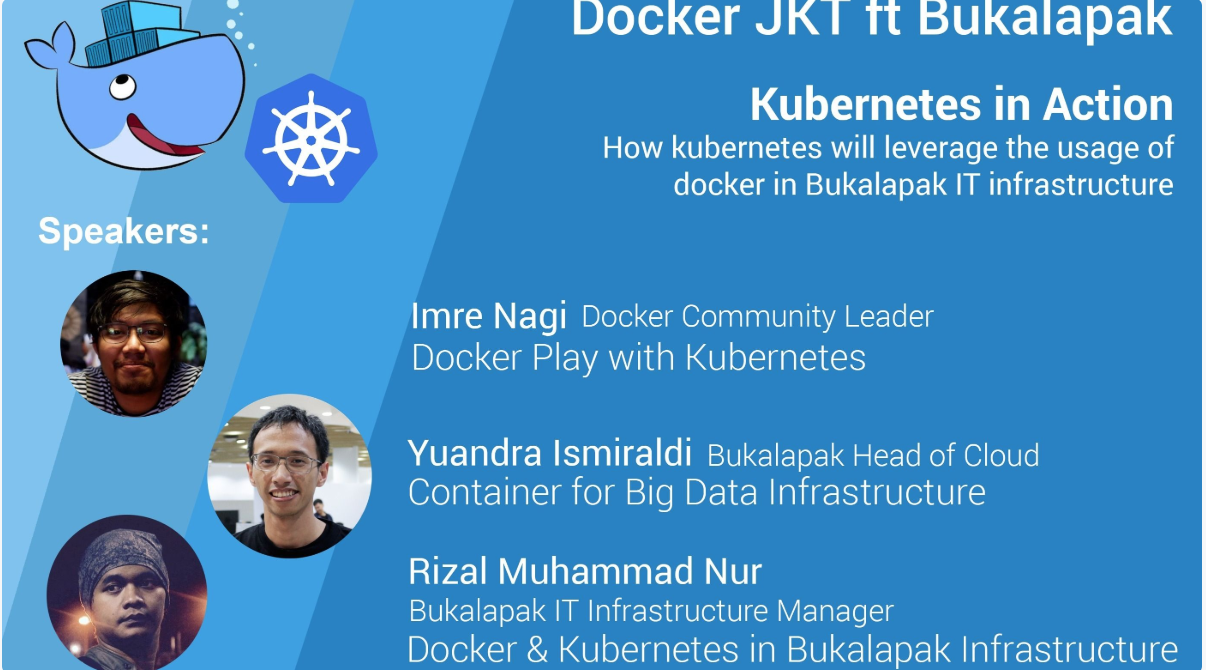 Docker JKT ft Bukalapak
Kubernetes in Action
How kubernetes will leverage the usage of
docker in Bukalapak IT infrastructure
Speakers:
Imre Nagi Docker Community Leader
Docker Play with Kubernetes
Yuandra Ismiraldi Bukalapak Head of Cloud
Container for Big Data Infrastructure
Rizal Muhammad Nur
Bukalapak IT Infrastructure Manager
Docker & Kubernetes in Bukalapak Infrastructure